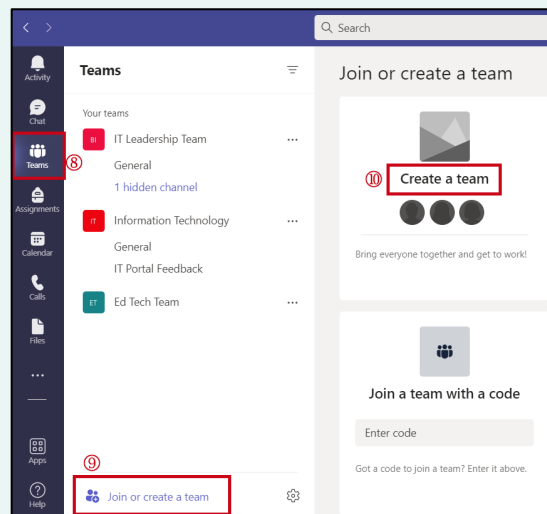 Search
Activity
Chat
Teams
Assignments
Calendar
Calls
Files
Apps
Help
Teams
Your teams
BI IT Leadership Team ...
General
1 hidden channel
IT Information Technology ...
General
IT Portal Feedback
ET Ed Tech Team ...
⑧
⑨
Join or create a team
Join or create a team
⑩ Create a team
Bring everyone together and get to work!
Join a team with a code
Enter code
Got a code to join a team? Enter it above.